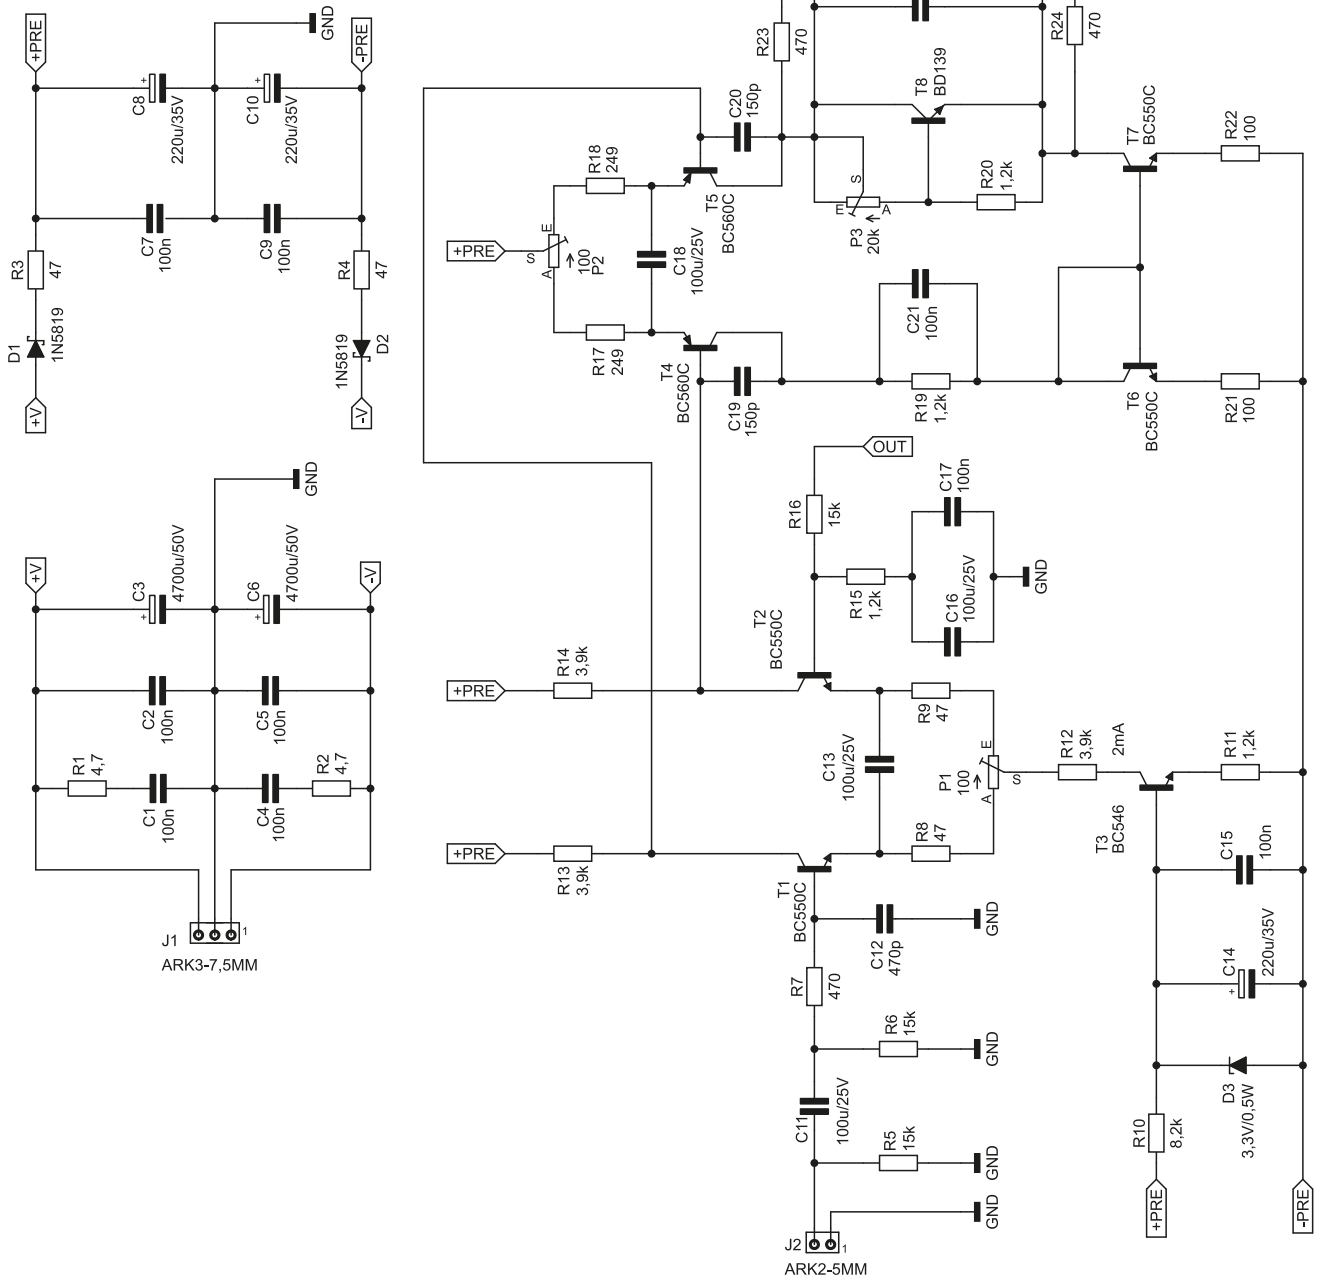 +PRE
GND
-PRE
C8
220u/35V
C10
220u/35V
C7
100n
C9
100n
R3
47
R4
47
D1
1N5819
1N5819
D2
+V
-V
GND
+V
-V
C3
4700u/50V
C6
4700u/50V
C2
100n
C5
100n
R1
4,7
R2
4,7
C1
100n
C4
100n
J1
1
ARK3-7,5MM
R23
470
R24
470
C20
150p
T8
BD139
T7
BC550C
R22
100
R18
249
T5
BC560C
R20
1,2k
S
E
A
P3
20k
+PRE
E
S
A
100
P2
C18
100u/25V
R17
249
T4
BC560C
C19
150p
C21
100n
R19
1,2k
T6
BC550C
R21
100
OUT
R16
15k
C17
100n
R15
1,2k
C16
100u/25V
GND
T2
BC550C
+PRE
R14
3,9k
R9
47
C13
100u/25V
P1
100
E
S
A
R12
3,9k
2mA
R11
1,2k
+PRE
R13
3,9k
R8
47
T1
BC550C
T3
BC546
C15
100n
C12
470p
GND
R7
470
C14
220u/35V
R6
15k
GND
C11
100u/25V
D3
3,3V/0,5W
R10
8,2k
R5
15k
GND
GND
+PRE
-PRE
J2
1
ARK2-5MM
+
+
+
+
+